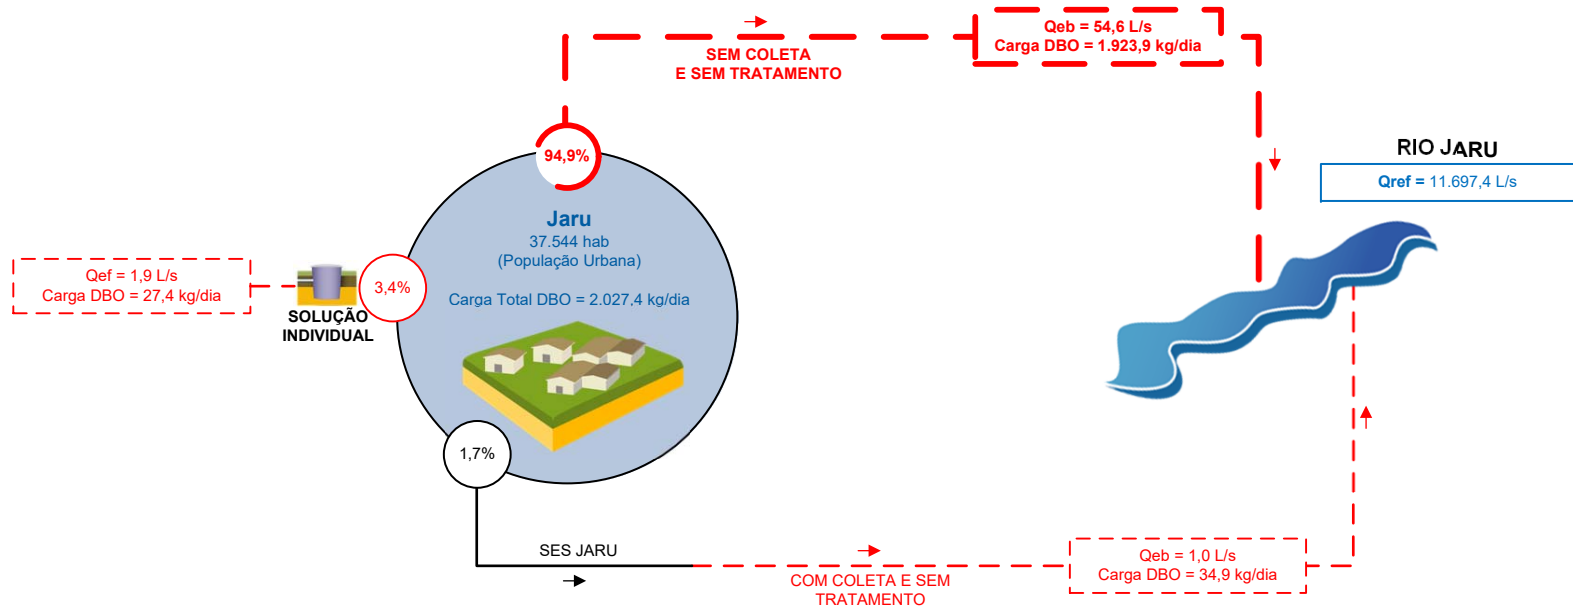 Qeb = 54,6 L/s
Carga DBO = 1.923,9 kg/dia
SEM COLETA
E SEM TRATAMENTO
94,9%
RIO JARU
Qref = 11.697,4 L/s
Jaru
37.544 hab
(População Urbana)
Carga Total DBO = 2.027,4 kg/dia
Qef = 1,9 L/s
Carga DBO = 27,4 kg/dia
3,4%
SOLUÇÃO
INDIVIDUAL
1,7%
SES JARU
COM COLETA E SEM
TRATAMENTO
Qeb = 1,0 L/s
Carga DBO = 34,9 kg/dia